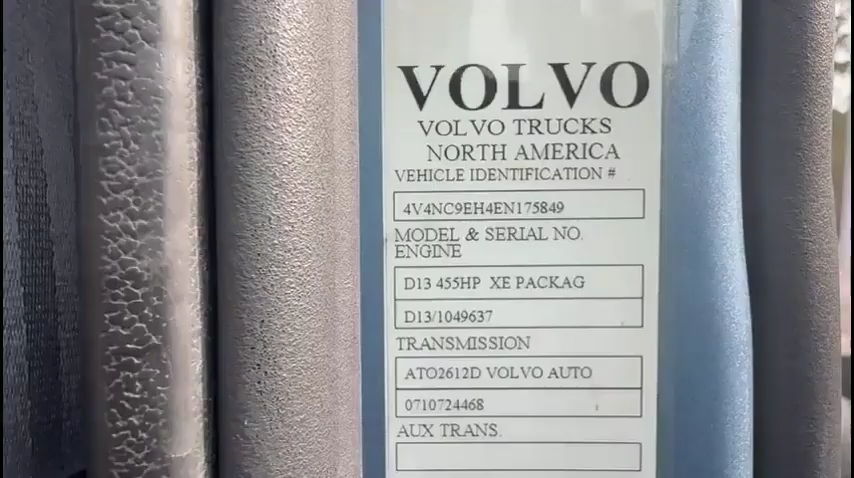 VOLVO
VOLVO TRUCKS
NORTH AMERICA
VEHICLE IDENTIFICATION #
4V4NC9EH4EN175849
MODEL & SERIAL NO.
ENGINE
D13 455HP XE PACKAG
D13/1049637
TRANSMISSION
ATO2612D VOLVO AUTO
0710724468
AUX TRANS.